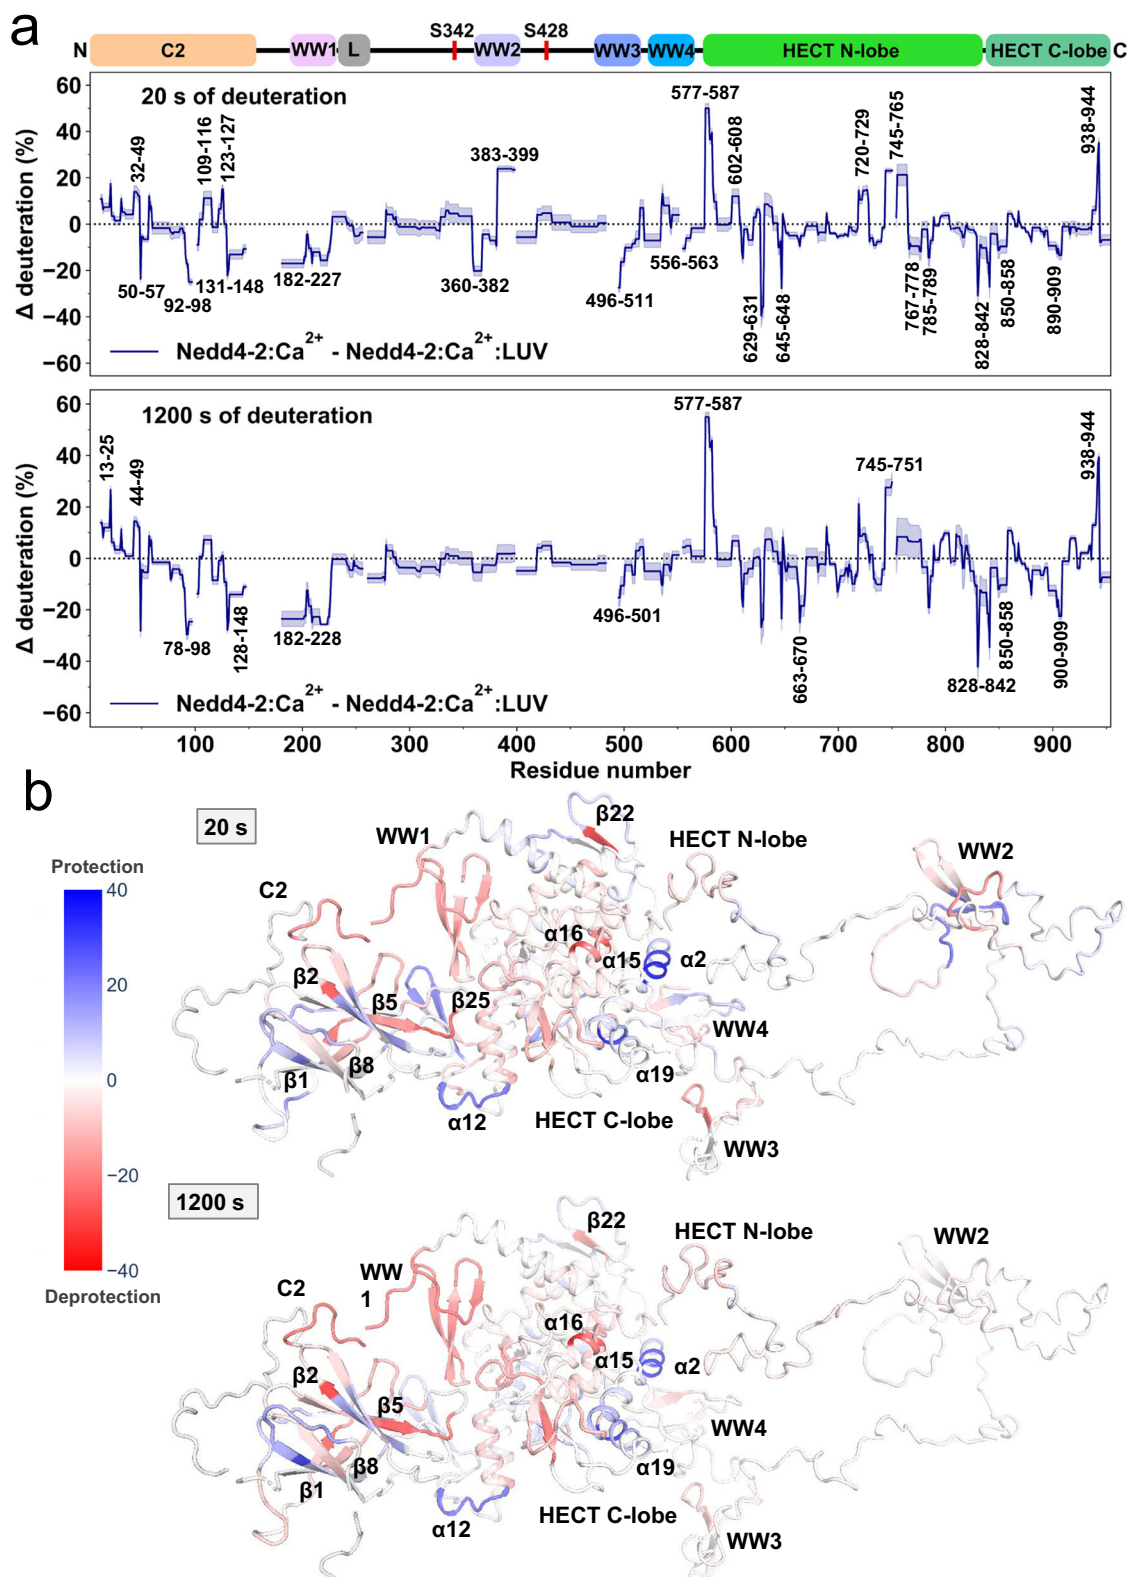 a
N C2 WW1 L S342 WW2 S428 WW3 WW4 HECT N-lobe HECT C-lobe C
20 s of deuteration
Δ deuteration (%)
60
40
20
0
−20
−40
−60
32-49
50-57
92-98
109-116
123-127
131-148
182-227
360-382
383-399
496-511
556-563
577-587
602-608
629-631
645-648
720-729
745-765
767-778
785-789
828-842
850-858
890-909
938-944
Nedd4-2:Ca2+ - Nedd4-2:Ca2+:LUV
1200 s of deuteration
Δ deuteration (%)
60
40
20
0
−20
−40
−60
13-25
44-49
78-98
128-148
182-228
496-501
577-587
663-670
745-751
828-842
850-858
900-909
938-944
Nedd4-2:Ca2+ - Nedd4-2:Ca2+:LUV
100 200 300 400 500 600 700 800 900
Residue number
b
20 s
Protection
40
20
0
−20
−40
Deprotection
WW1
β22
HECT N-lobe
WW2
C2
α16
α15
α2
β2
β5
β25
WW4
β1
β8
α19
α12
HECT C-lobe
WW3
1200 s
β22
HECT N-lobe
WW2
C2
WW
1
α16
α15
α2
β2
β5
WW4
β8
α19
β1
α12
HECT C-lobe
WW3